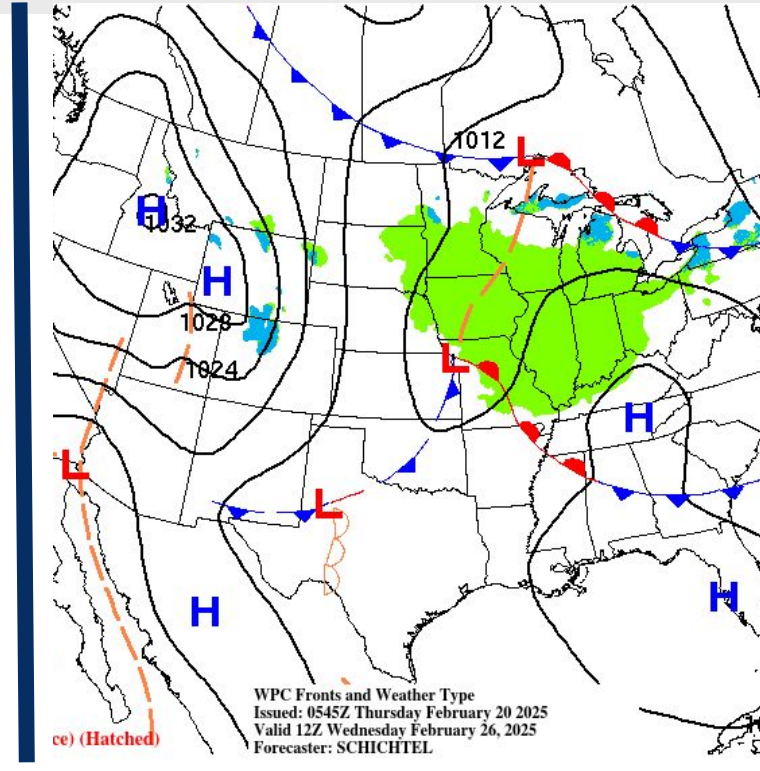 1012
L
H
1032
H
1028
1024
L
H
L
L
H
H
WPC Fronts and Weather Type
Issued: 0545Z Thursday February 20 2025
Valid 12Z Wednesday February 26, 2025
Forecaster: SCHICHTEL
ce) (Hatched)